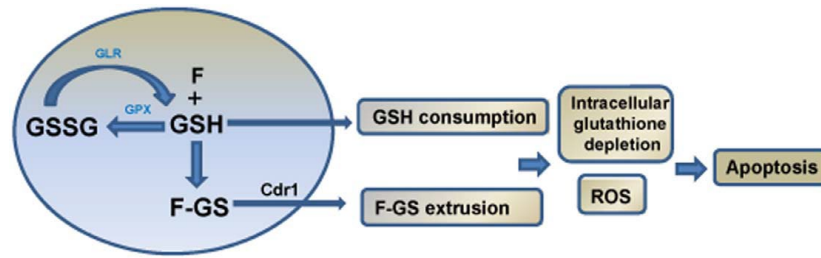 GLR
F
+
GPX
GSSG
GSH
F-GS
Cdr1
GSH consumption
F-GS extrusion
Intracellular
glutathione
depletion
ROS
Apoptosis